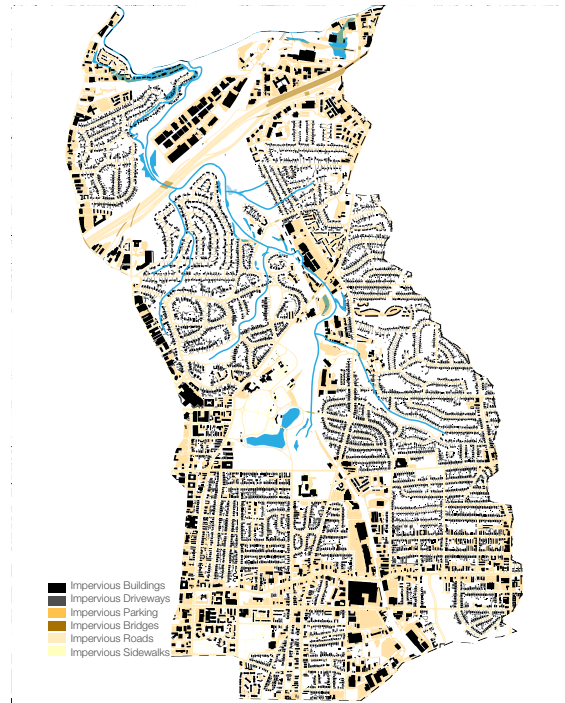 Impervious Buildings
Impervious Driveways
Impervious Parking
Impervious Bridges
Impervious Roads
Impervious Sidewalks